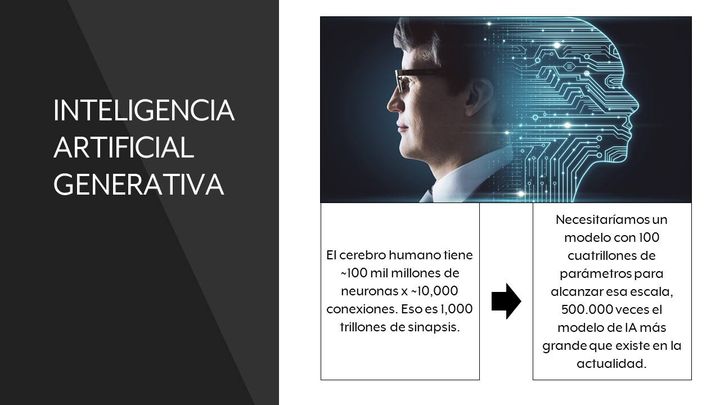 INTELIGENCIA
ARTIFICIAL
GENERATIVA
El cerebro humano tiene
~100 mil millones de
neuronas x ~10,000
conexiones. Eso es 1,000
trillones de sinapsis.
Necesitaríamos un
modelo con 100
cuatrillones de
parámetros para
alcanzar esa escala,
500.000 veces el
modelo de IA más
grande que existe en la
actualidad.